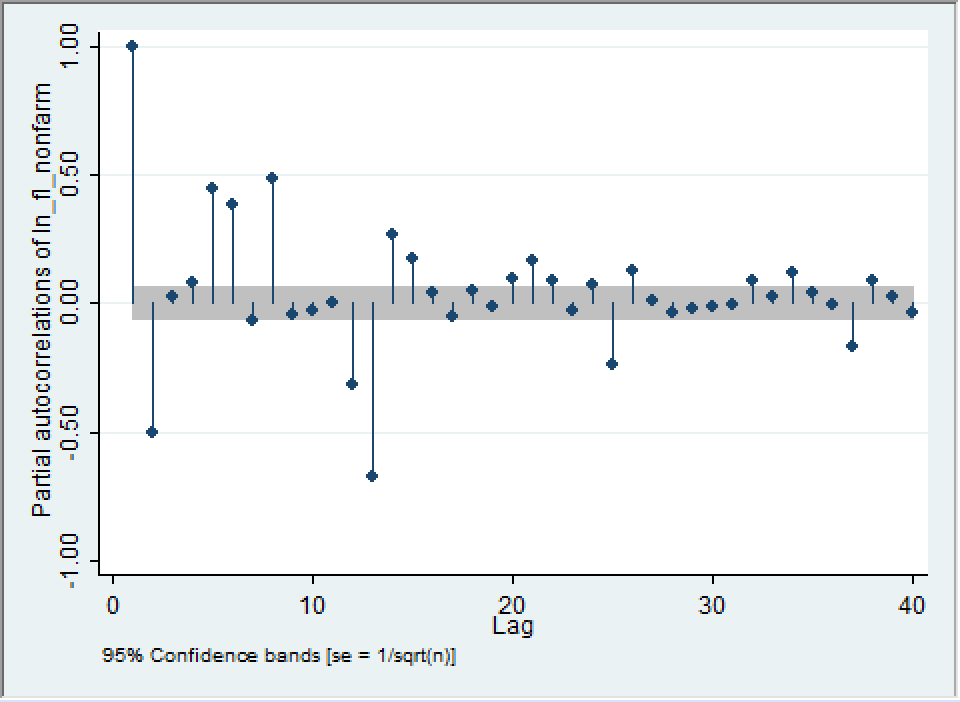 Partial autocorrelations of ln_fl_nonfarm
1.00
0.50
0.00
-0.50
-1.00
0 10 20 30 40
Lag
95% Confidence bands [se = 1/sqrt(n)]